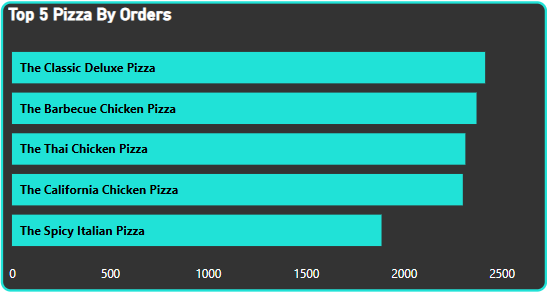 Top 5 Pizza By Orders
The Classic Deluxe Pizza
The Barbecue Chicken Pizza
The Thai Chicken Pizza
The California Chicken Pizza
The Spicy Italian Pizza
0 500 1000 1500 2000 2500